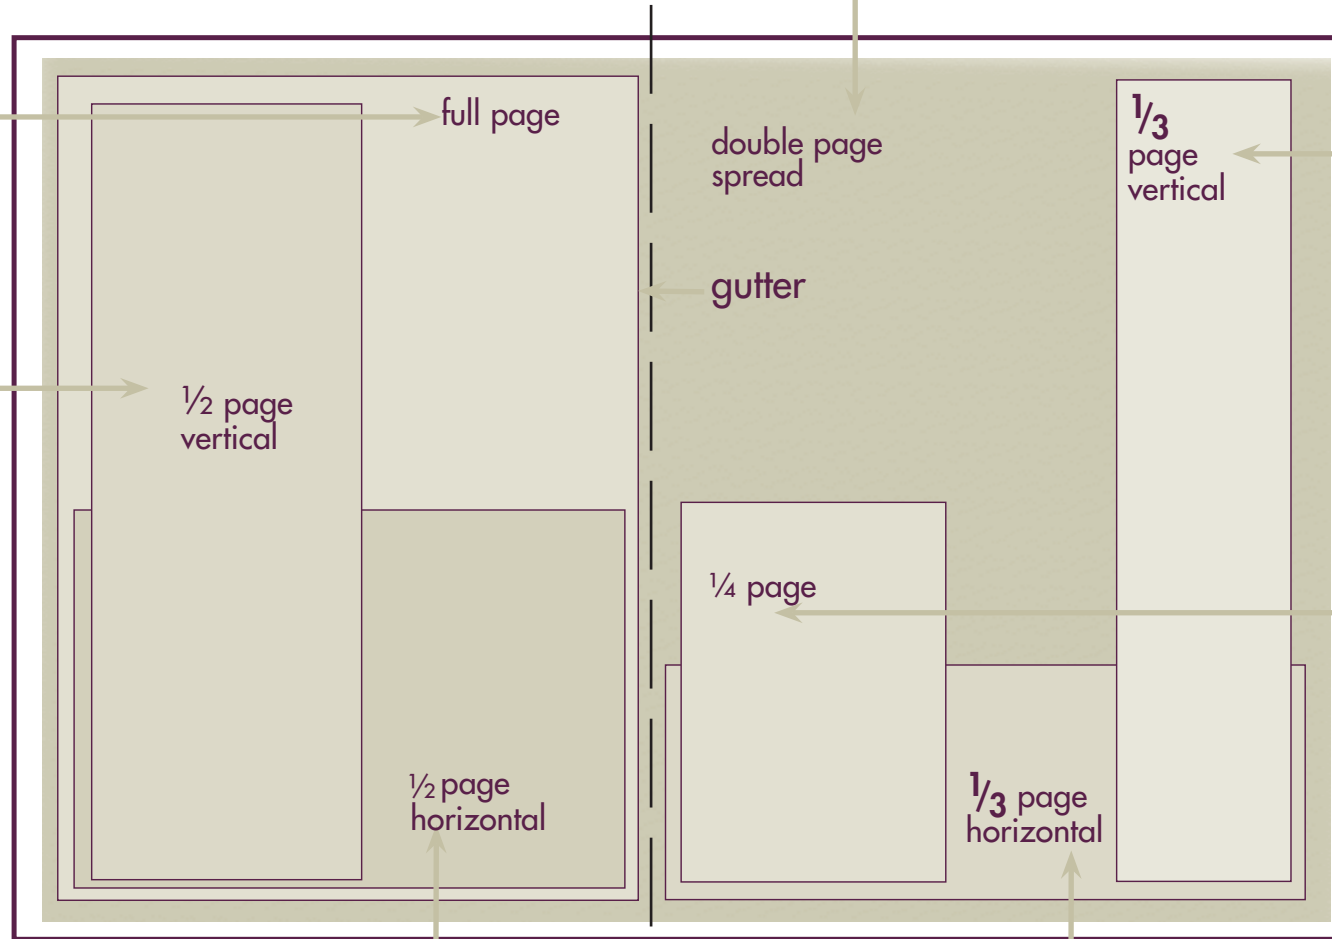 full page
double page
spread
1/3
page
vertical
gutter
½ page
vertical
¼ page
½ page
horizontal
1/3 page
horizontal